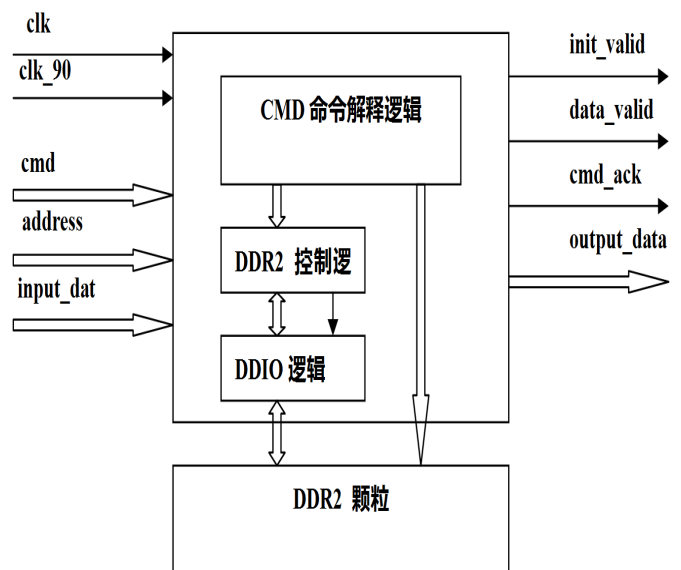 clk
clk_90
cmd
address
input_dat
CMD 命令解释逻辑
DDR2 控制逻
DDIO 逻辑
DDR2 颗粒
init_valid
data_valid
cmd_ack
output_data